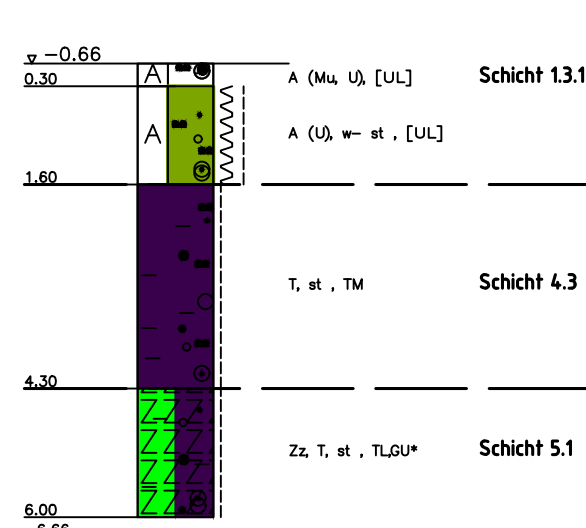 ▽ -0.66
A
A (Mu, U), [UL] Schicht 1.3.1
0.30
A
A (U), w- st , [UL]
1.60
T, st , TM Schicht 4.3
4.30
Zz, T, st , TL,GU* Schicht 5.1
6.00